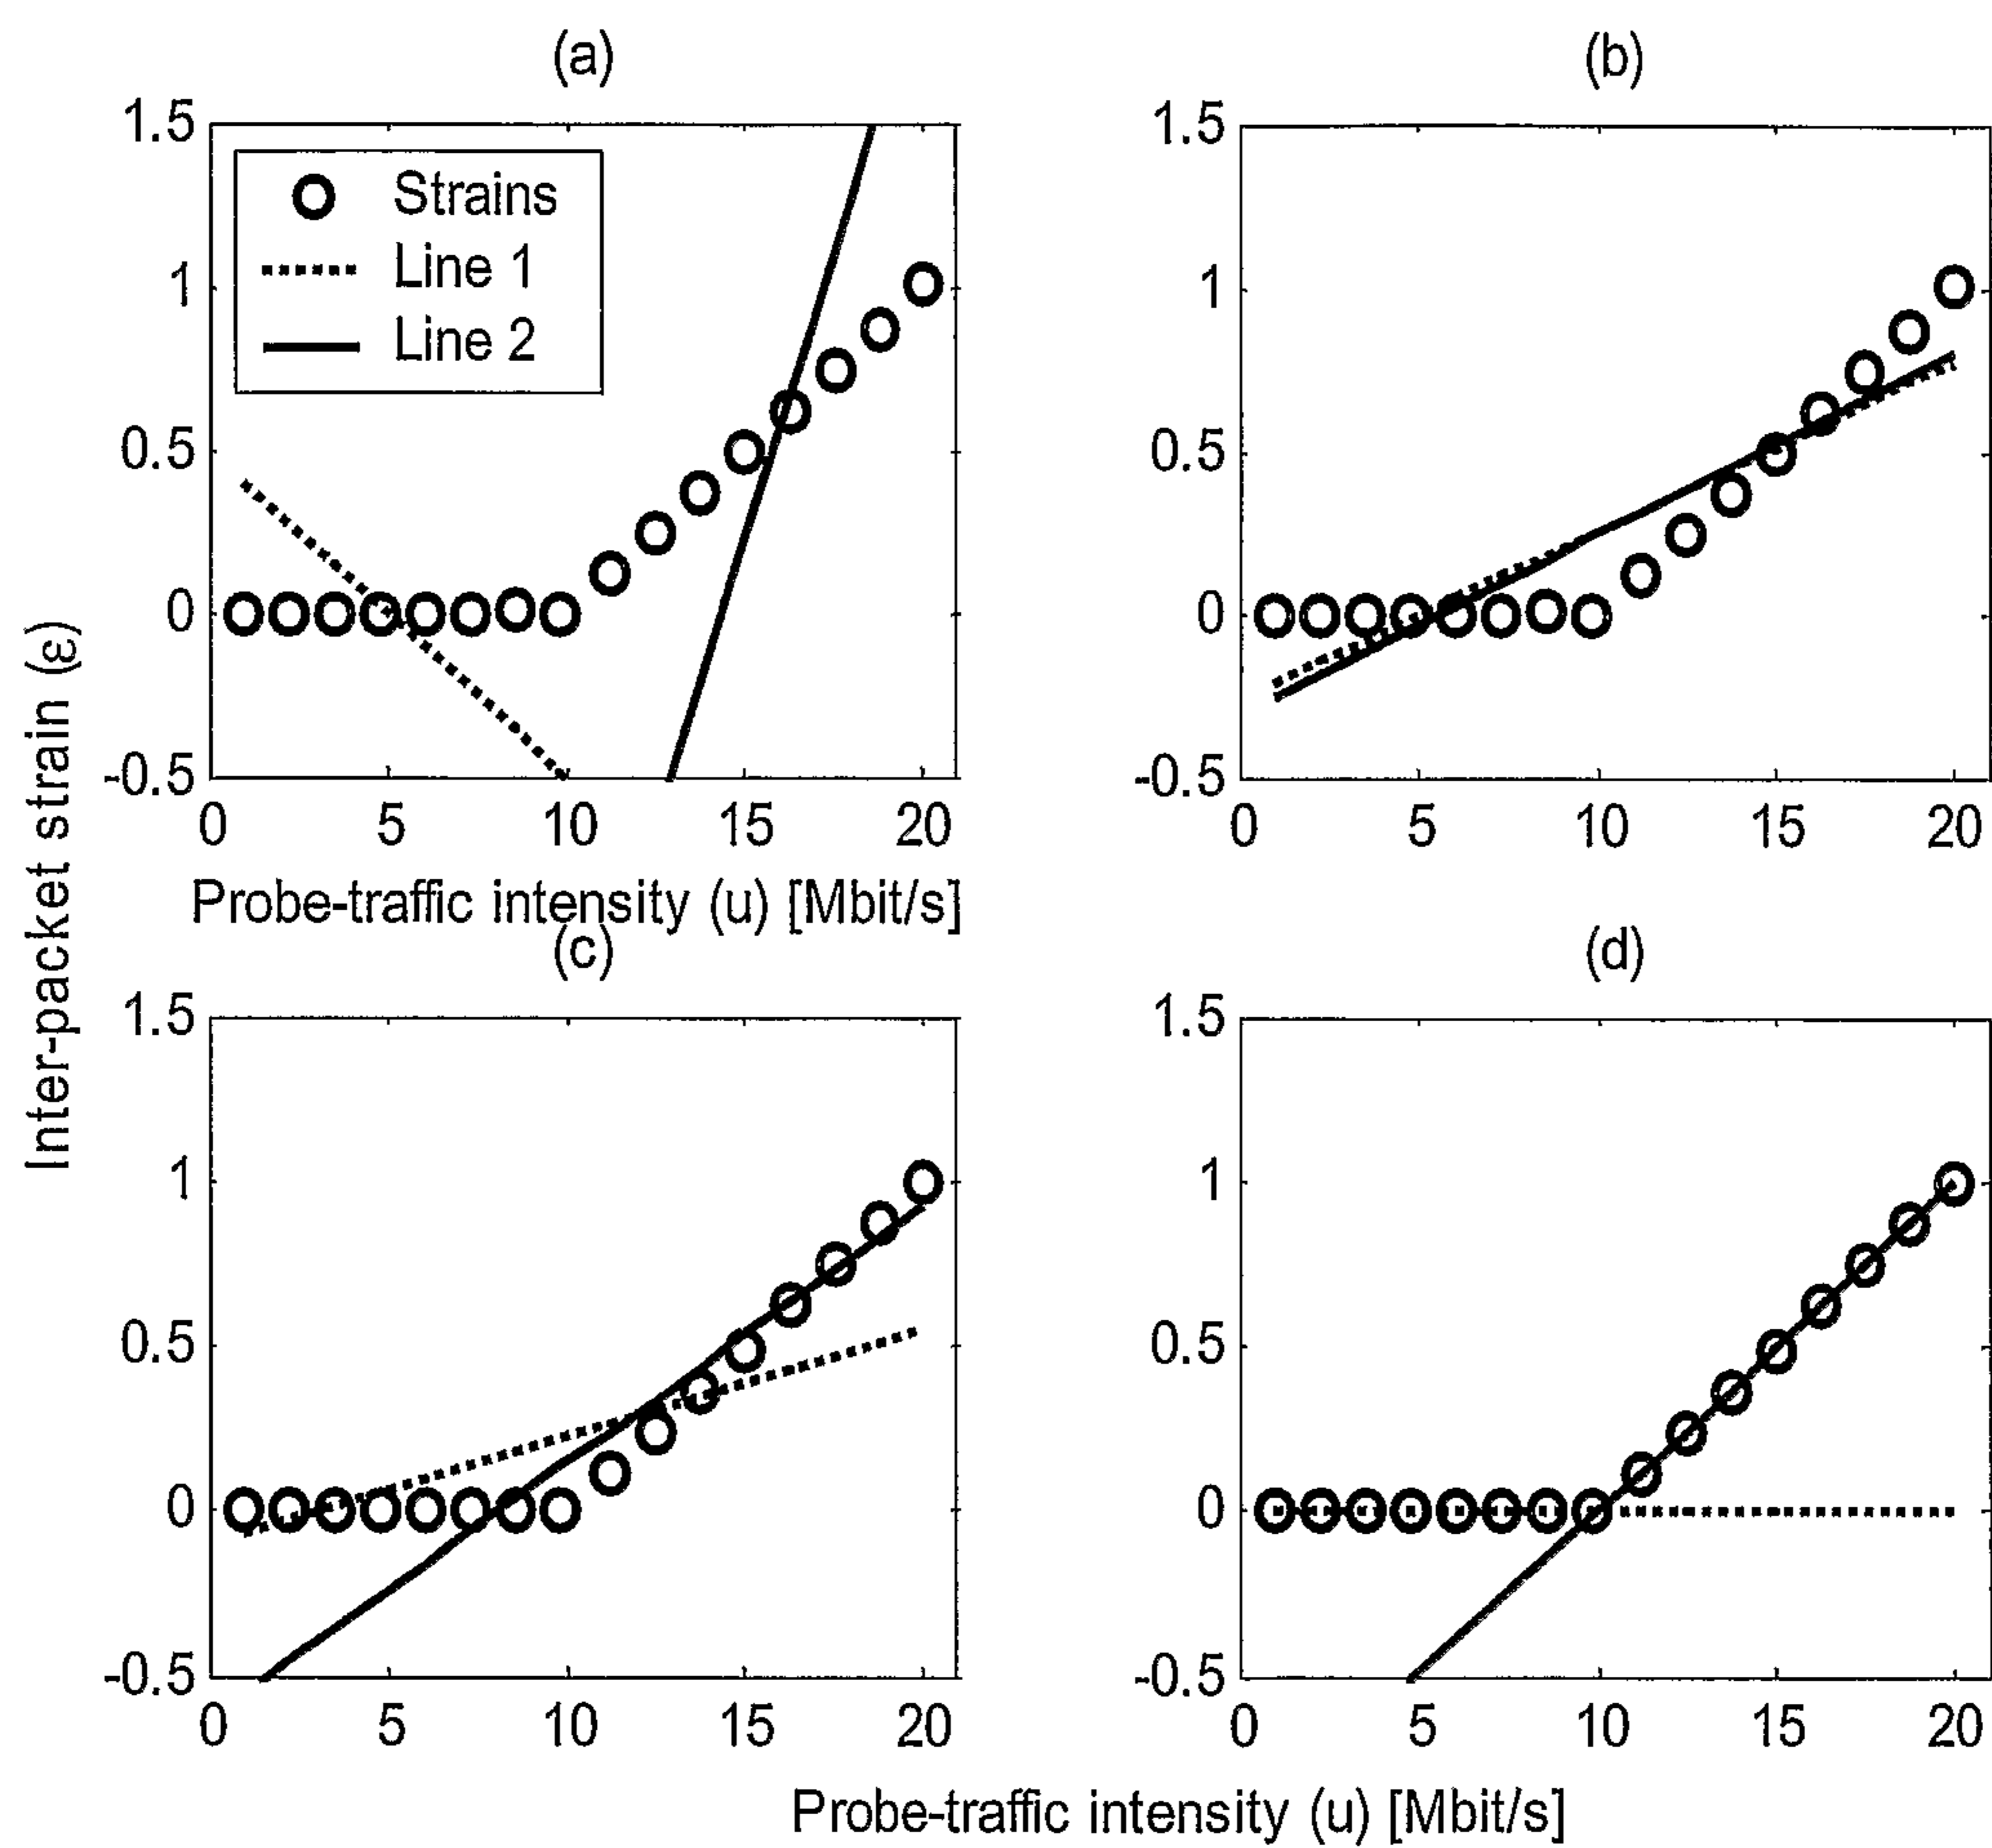 (a)
1.5
1
0.5
0
-0.5
Strains
Line 1
Line 2
0 5 10 15 20
Probe-traffic intensity (u) [Mbit/s]
(b)
1.5
1
0.5
0
-0.5
0 5 10 15 20
Inter-packet strain (ε)
(c)
1.5
1
0.5
0
-0.5
0 5 10 15 20
(d)
1.5
1
0.5
0
-0.5
0 5 10 15 20
Probe-traffic intensity (u) [Mbit/s]